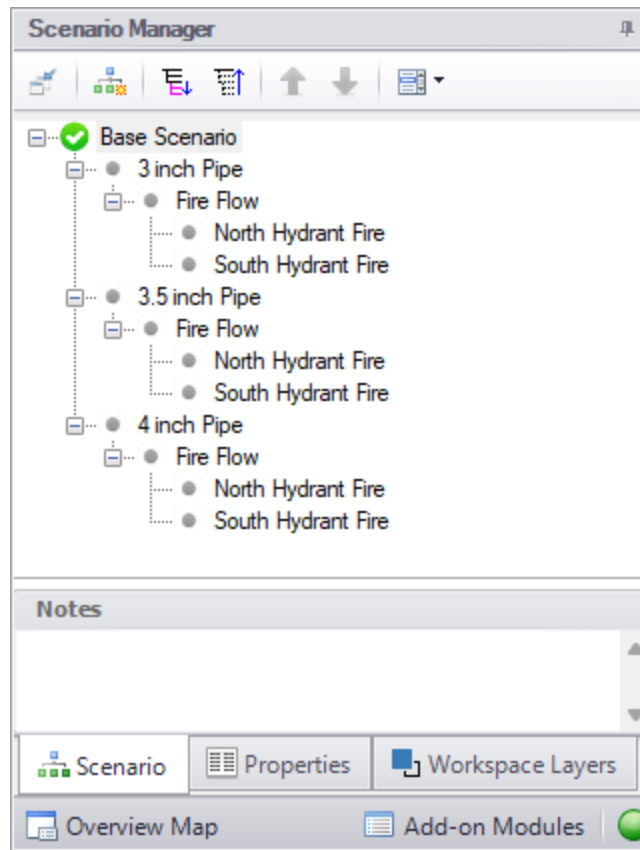 Scenario Manager
Base Scenario
3 inch Pipe
Fire Flow
North Hydrant Fire
South Hydrant Fire
3.5 inch Pipe
Fire Flow
North Hydrant Fire
South Hydrant Fire
4 inch Pipe
Fire Flow
North Hydrant Fire
South Hydrant Fire
Notes
Scenario Properties Workspace Layers
Overview Map Add-on Modules